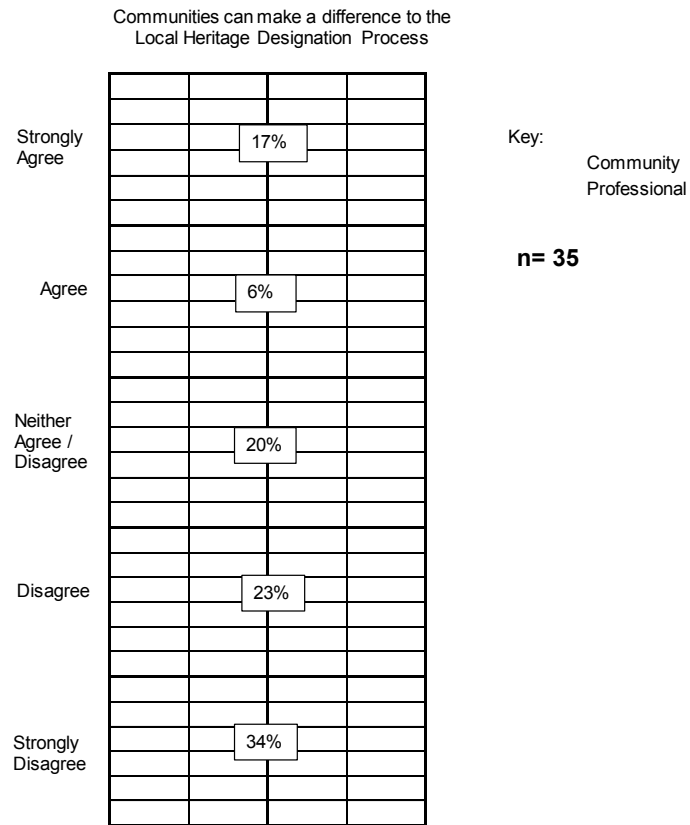 Communities can make a difference to the
Local Heritage Designation Process
Strongly
Agree
17%
Key:
Community
Professional
n= 35
Agree
6%
Neither
Agree /
Disagree
20%
Disagree
23%
Strongly
Disagree
34%